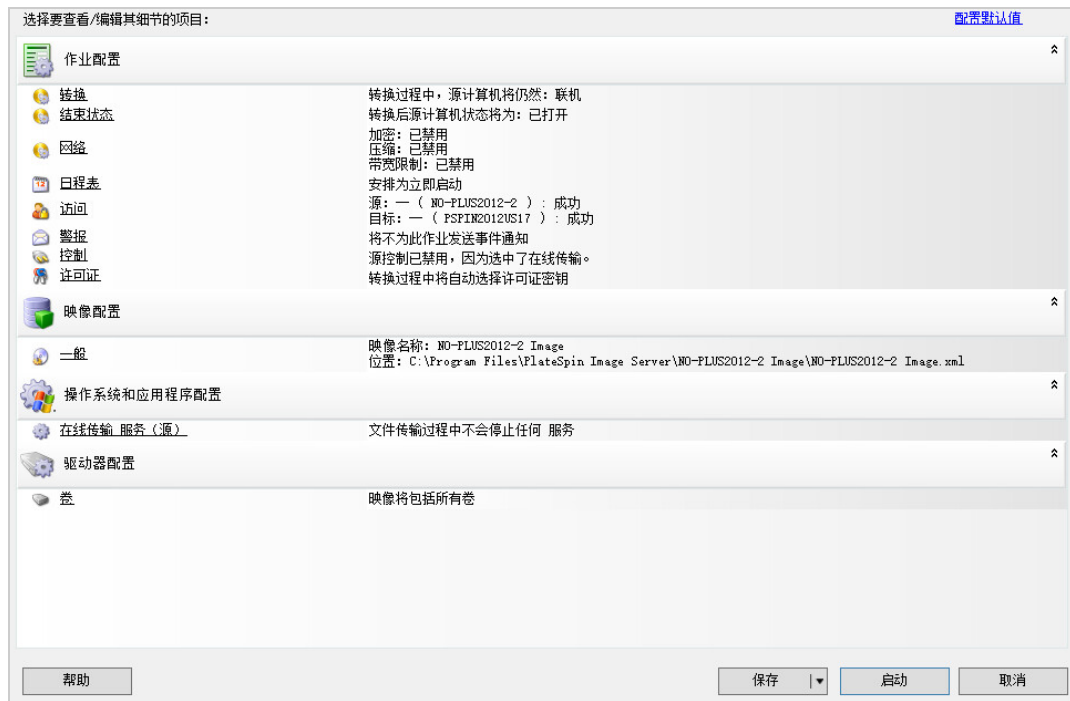 选择要查看/编辑其细节的项目： 配置默认值
作业配置
转换 转换过程中，源计算机将仍然：联机
结束状态 转换后源计算机状态将为：已打开
网络 加密：已禁用
压缩：已禁用
带宽限制：已禁用
日程表 安排为立即启动
访问 源：一 ( NO-PLUS2012-2 ) : 成功
目标：一 ( PSPIN2012US17 ) : 成功
警报 将不为此作业发送事件通知
控制 源控制已禁用，因为选中了在线传输。
许可证 转换过程中将自动选择许可证密钥
映像配置
一般 映像名称：NO-PLUS2012-2 Image
位置：C:\Program Files\PlateSpin Image Server\NO-PLUS2012-2 Image\NO-PLUS2012-2 Image.xml
操作系统和应用程序配置
在线传输 服务（源） 文件传输过程中不会停止任何 服务
驱动器配置
卷 映像将包括所有卷
帮助 保存 启动 取消